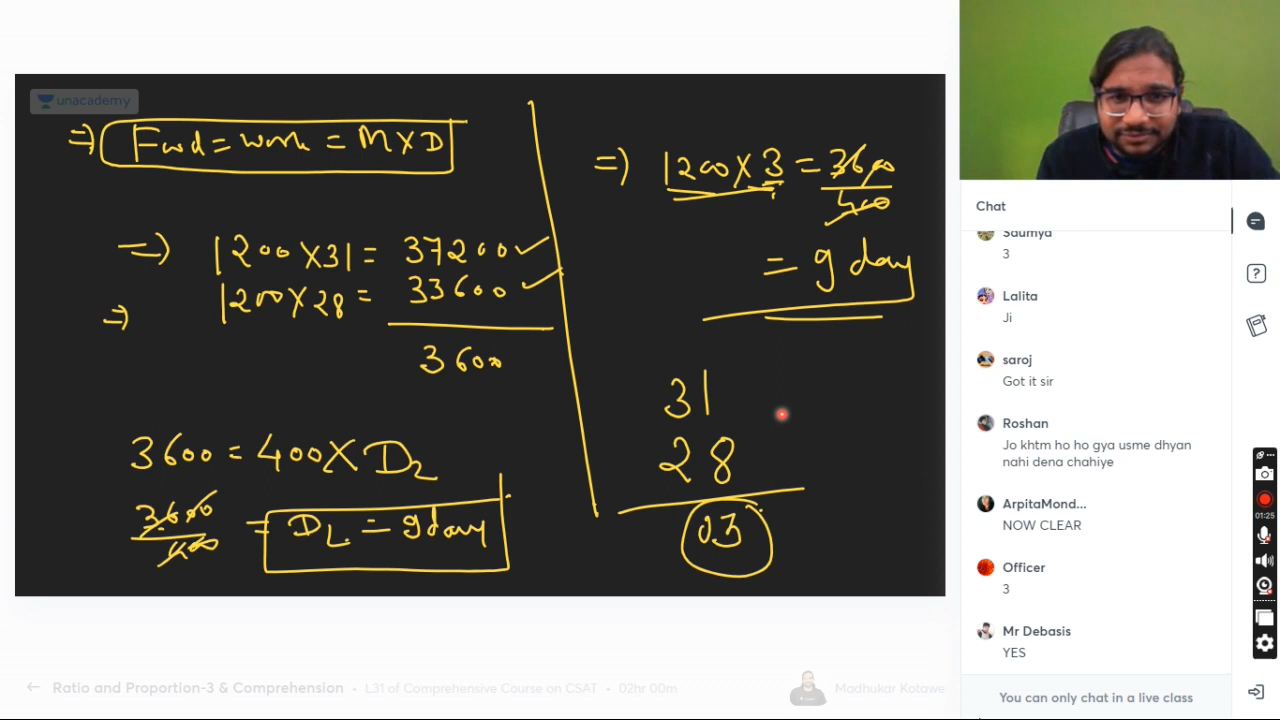 unacademy
⇒ Fwd = work = M×D
⇒ 1200×31 = 37200 ✓
⇒ 1200×28 = 33600 ✓
3600
3600 = 400×D2
3600/400 = D2 = 9 day
⇒ 1200×3 = 3600/400
= 9 day
31
28
03
Chat
Saumya
3
Lalita
Ji
saroj
Got it sir
Roshan
Jo khtm ho ho gya usme dhyan
nahi dena chahiye
ArpitaMond...
NOW CLEAR
Officer
3
Mr Debasis
YES
You can only chat in a live class
01:25
← Ratio and Proportion-3 & Comprehension • L31 of Comprehensive Course on CSAT • 02hr 00m
Madhukar Kotawe